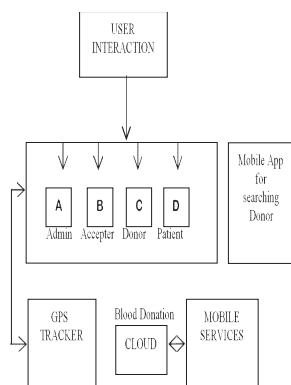 USER
INTERACTION
A B C D
Admin Accepter Donor Patient
Mobile App
for
searching
Donor
GPS
TRACKER
Blood Donation
CLOUD
MOBILE
SERVICES